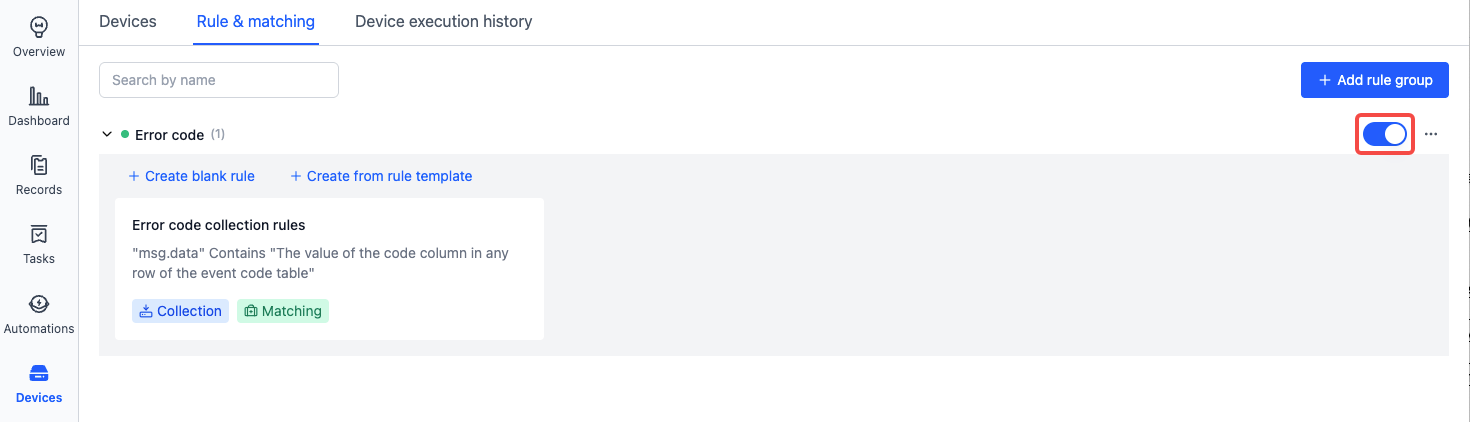 Devices
Rule & matching
Device execution history
Overview
Dashboard
Records
Tasks
Automations
Devices
Search by name
+ Add rule group
Error code (1)
+ Create blank rule
+ Create from rule template
Error code collection rules
"msg.data" Contains "The value of the code column in any
row of the event code table"
Collection
Matching